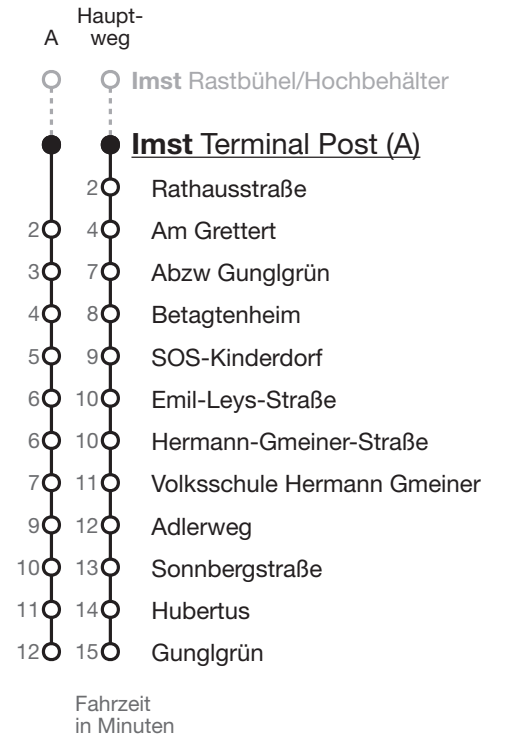 Haupt-
A weg
Imst Rastbühel/Hochbehälter
Imst Terminal Post (A)
2 Rathausstraße
2 4 Am Grettert
3 7 Abzw Gunglgrün
4 8 Betagtenheim
5 9 SOS-Kinderdorf
6 10 Emil-Leys-Straße
6 10 Hermann-Gmeiner-Straße
7 11 Volksschule Hermann Gmeiner
9 12 Adlerweg
10 13 Sonnbergstraße
11 14 Hubertus
12 15 Gunglgrün
Fahrzeit
in Minuten